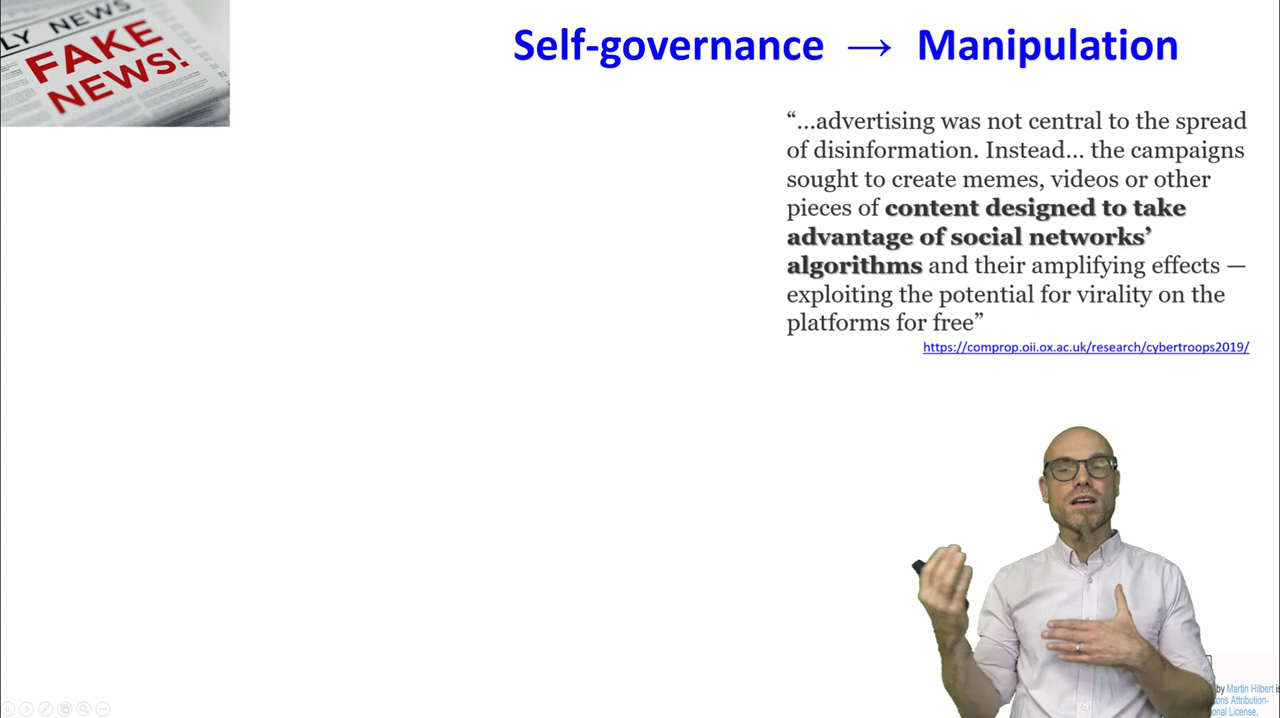 LY NEWS
FAKE
NEWS!
Self-governance → Manipulation
“...advertising was not central to the spread
of disinformation. Instead... the campaigns
sought to create memes, videos or other
pieces of content designed to take
advantage of social networks’
algorithms and their amplifying effects —
exploiting the potential for virality on the
platforms for free”
https://comprop.oii.ox.ac.uk/research/cybertroops2019/
by Martin Hilbert is
ons Attribution-
onal License,